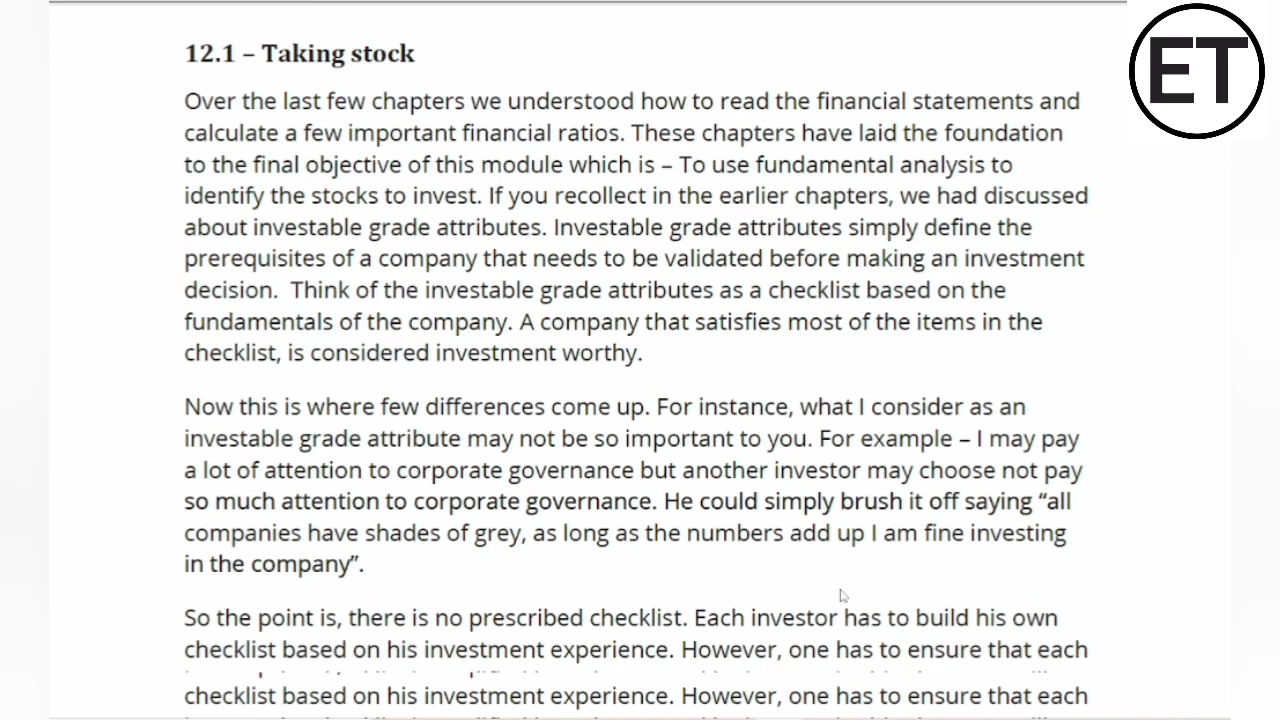 ET
12.1 – Taking stock
Over the last few chapters we understood how to read the financial statements and
calculate a few important financial ratios. These chapters have laid the foundation
to the final objective of this module which is – To use fundamental analysis to
identify the stocks to invest. If you recollect in the earlier chapters, we had discussed
about investable grade attributes. Investable grade attributes simply define the
prerequisites of a company that needs to be validated before making an investment
decision.  Think of the investable grade attributes as a checklist based on the
fundamentals of the company. A company that satisfies most of the items in the
checklist, is considered investment worthy.
Now this is where few differences come up. For instance, what I consider as an
investable grade attribute may not be so important to you. For example – I may pay
a lot of attention to corporate governance but another investor may choose not pay
so much attention to corporate governance. He could simply brush it off saying “all
companies have shades of grey, as long as the numbers add up I am fine investing
in the company”.
So the point is, there is no prescribed checklist. Each investor has to build his own
checklist based on his investment experience. However, one has to ensure that each
checklist based on his investment experience. However, one has to ensure that each